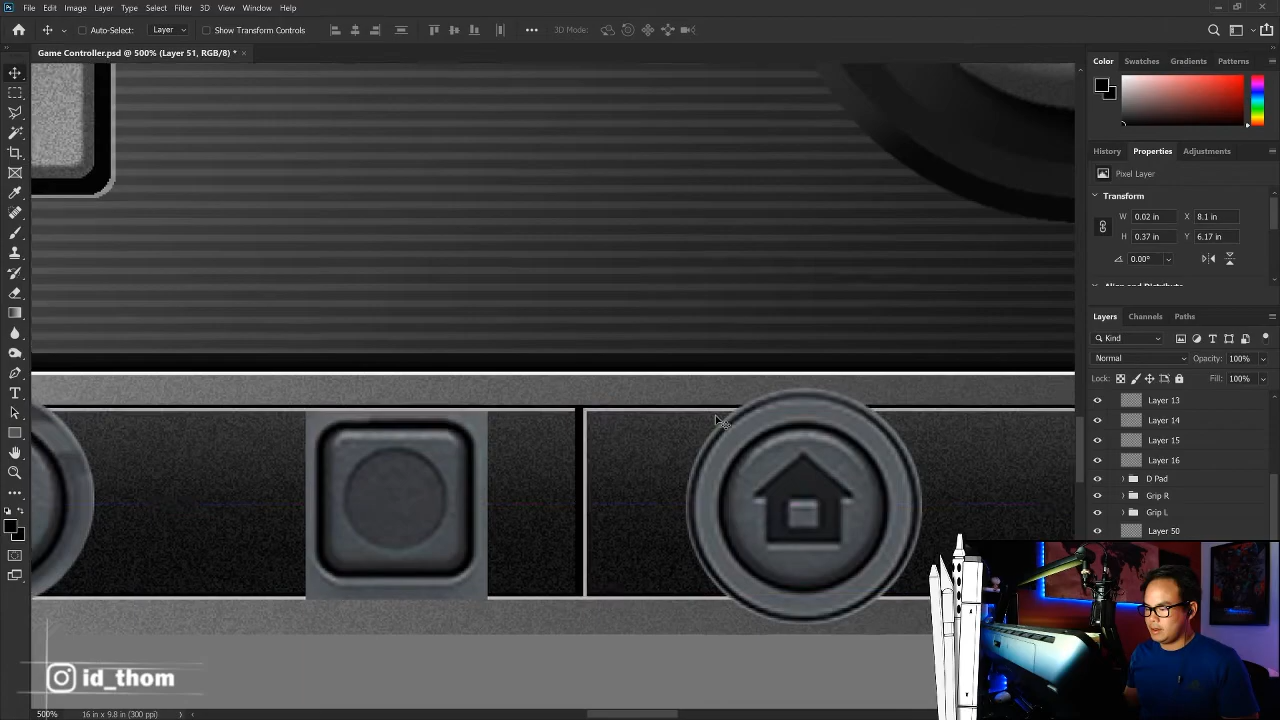 File Edit Image Layer Type Select Filter 3D View Window Help
Auto-Select: Layer Show Transform Controls 3D Mode:
Game Controller.psd @ 500% (Layer 51, RGB/8) *
Color Swatches Gradients Patterns
History Properties Adjustments
Pixel Layer
Transform
W 0.02 in X 8.1 in
H 0.37 in Y 6.17 in
0.00°
Align and Distribute
Layers Channels Paths
Kind
Normal Opacity: 100%
Lock: Fill: 100%
Layer 13
Layer 14
Layer 15
Layer 16
D Pad
Grip R
Grip L
Layer 50
id_thom
500% 16 in x 9.8 in (300 ppi)